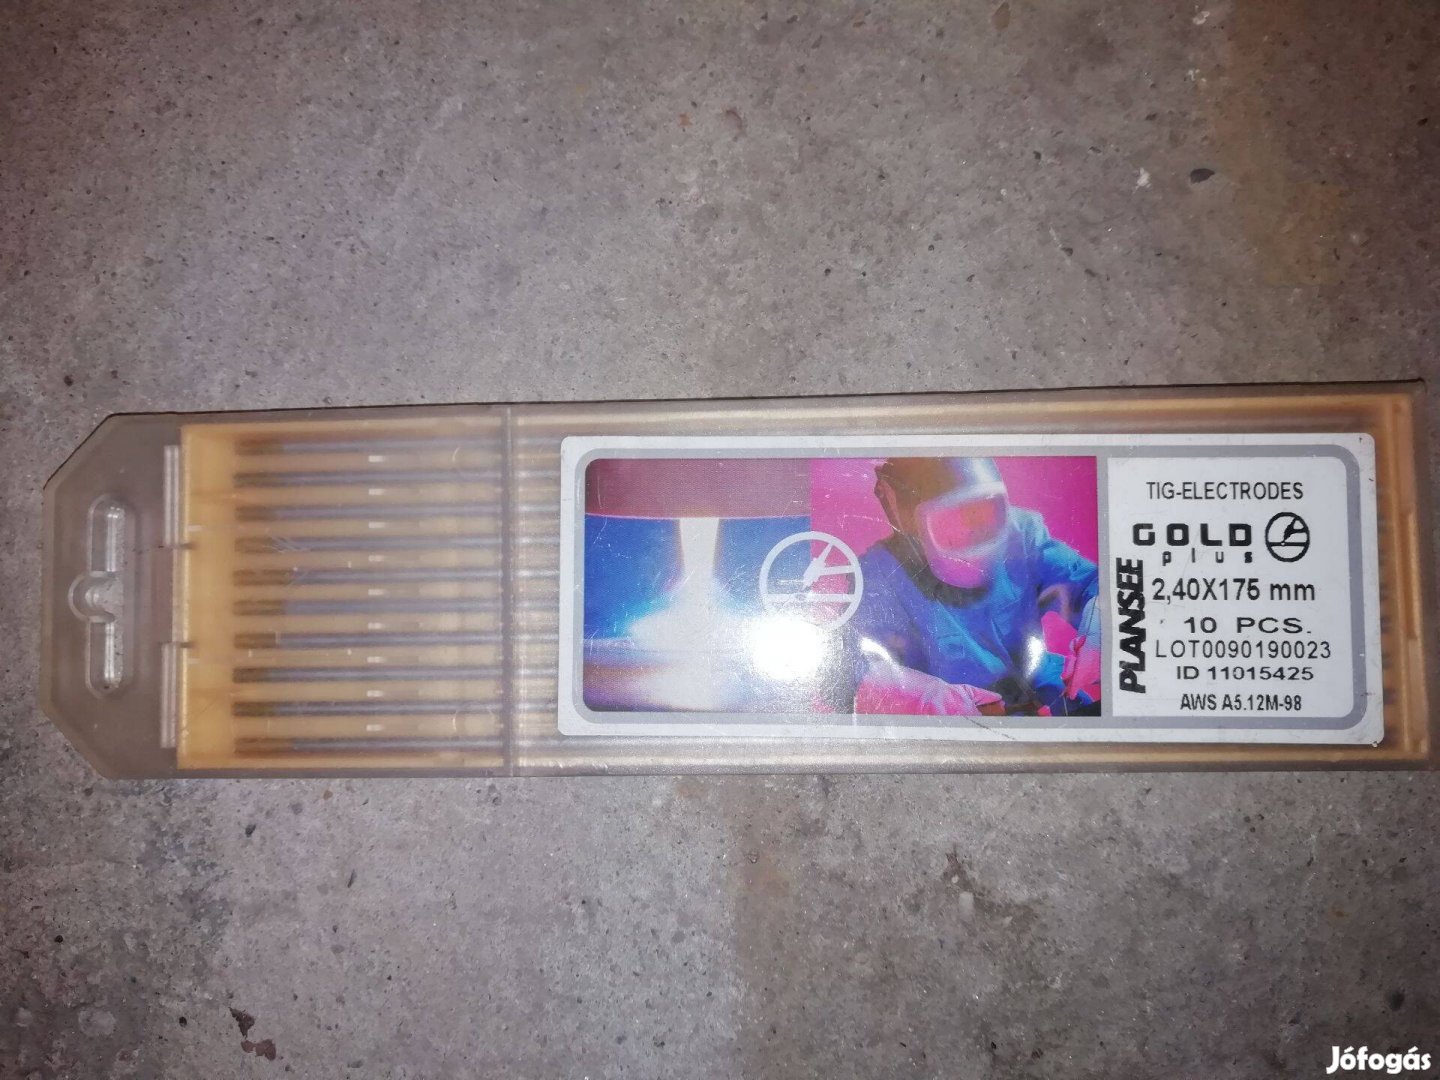 TIG-ELECTRODES
GOLD
plus
PLANSEE
2,40X175 mm
10 PCS.
LOT0090190023
ID 11015425
AWS A5.12M-98
Jófogás